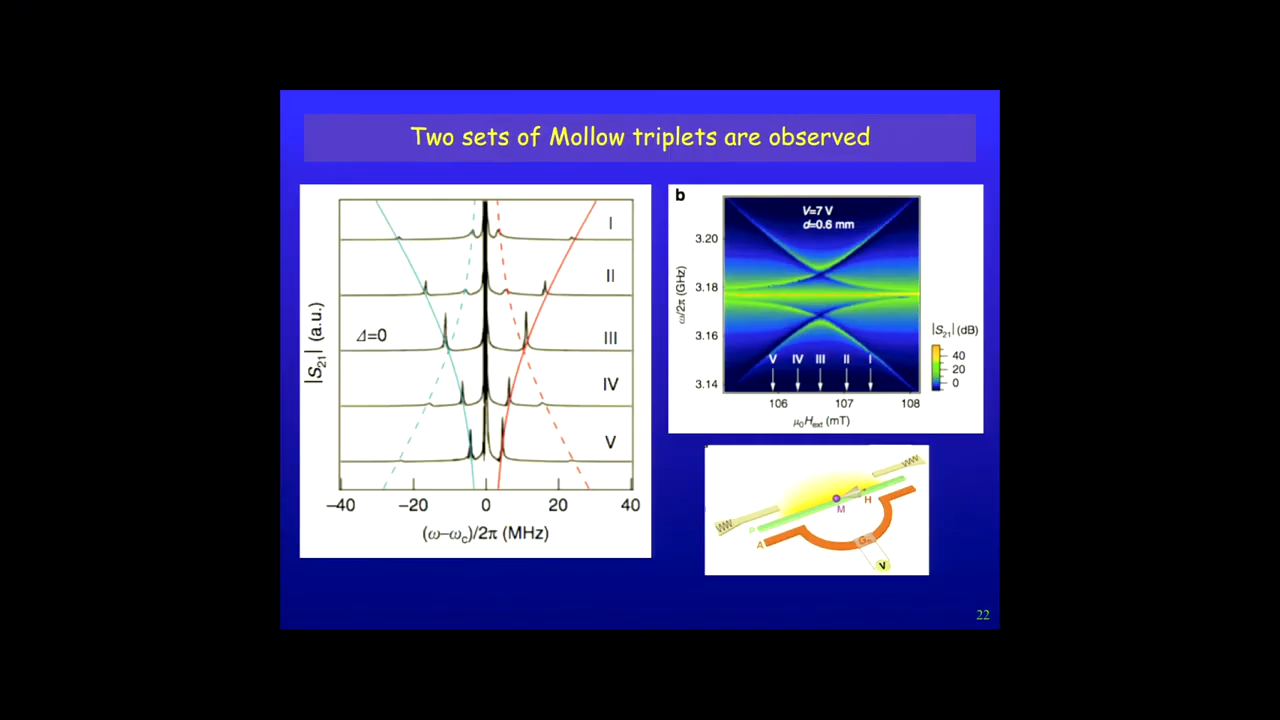 Two sets of Mollow triplets are observed
I
II
Δ=0
III
IV
V
|S21| (a.u.)
−40 −20 0 20 40
(ω−ωc)/2π (MHz)
b
V=7 V
d=0.6 mm
3.20
3.18
3.16
3.14
ω/2π (GHz)
V IV III II I
106 107 108
μ0Hext (mT)
|S21| (dB)
40
20
0
M
H
P
A
V
22